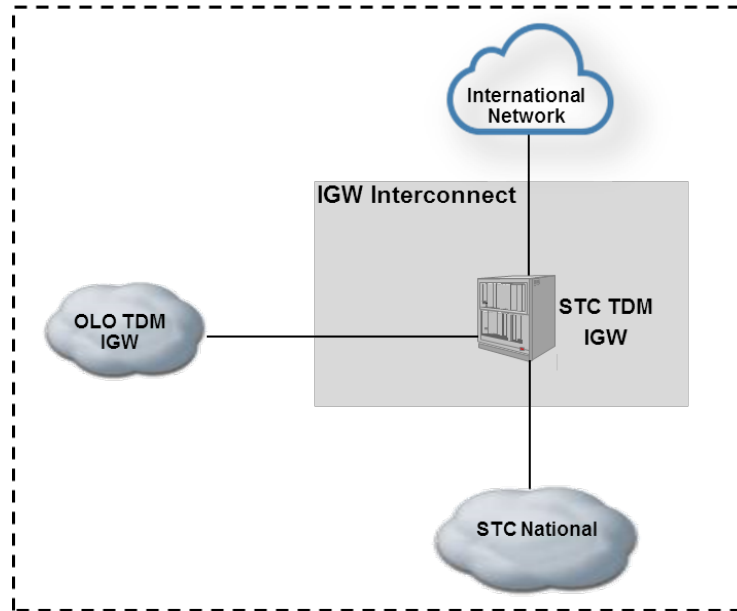 International
Network
IGW Interconnect
STC TDM
IGW
OLO TDM
IGW
STC National